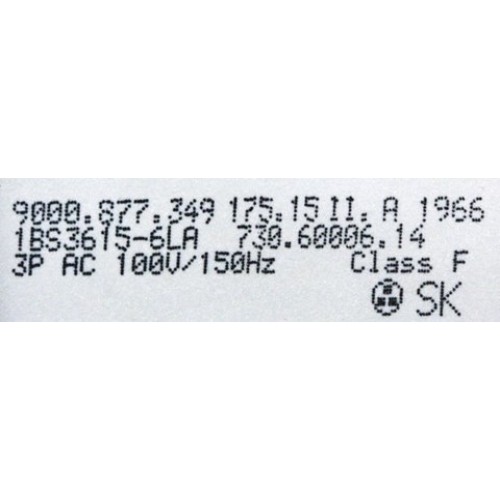 9000.877.349 175.15 II. A 1966
1BS3615-6LA 730.60006.14
3P AC 100V/150Hz Class F
SK